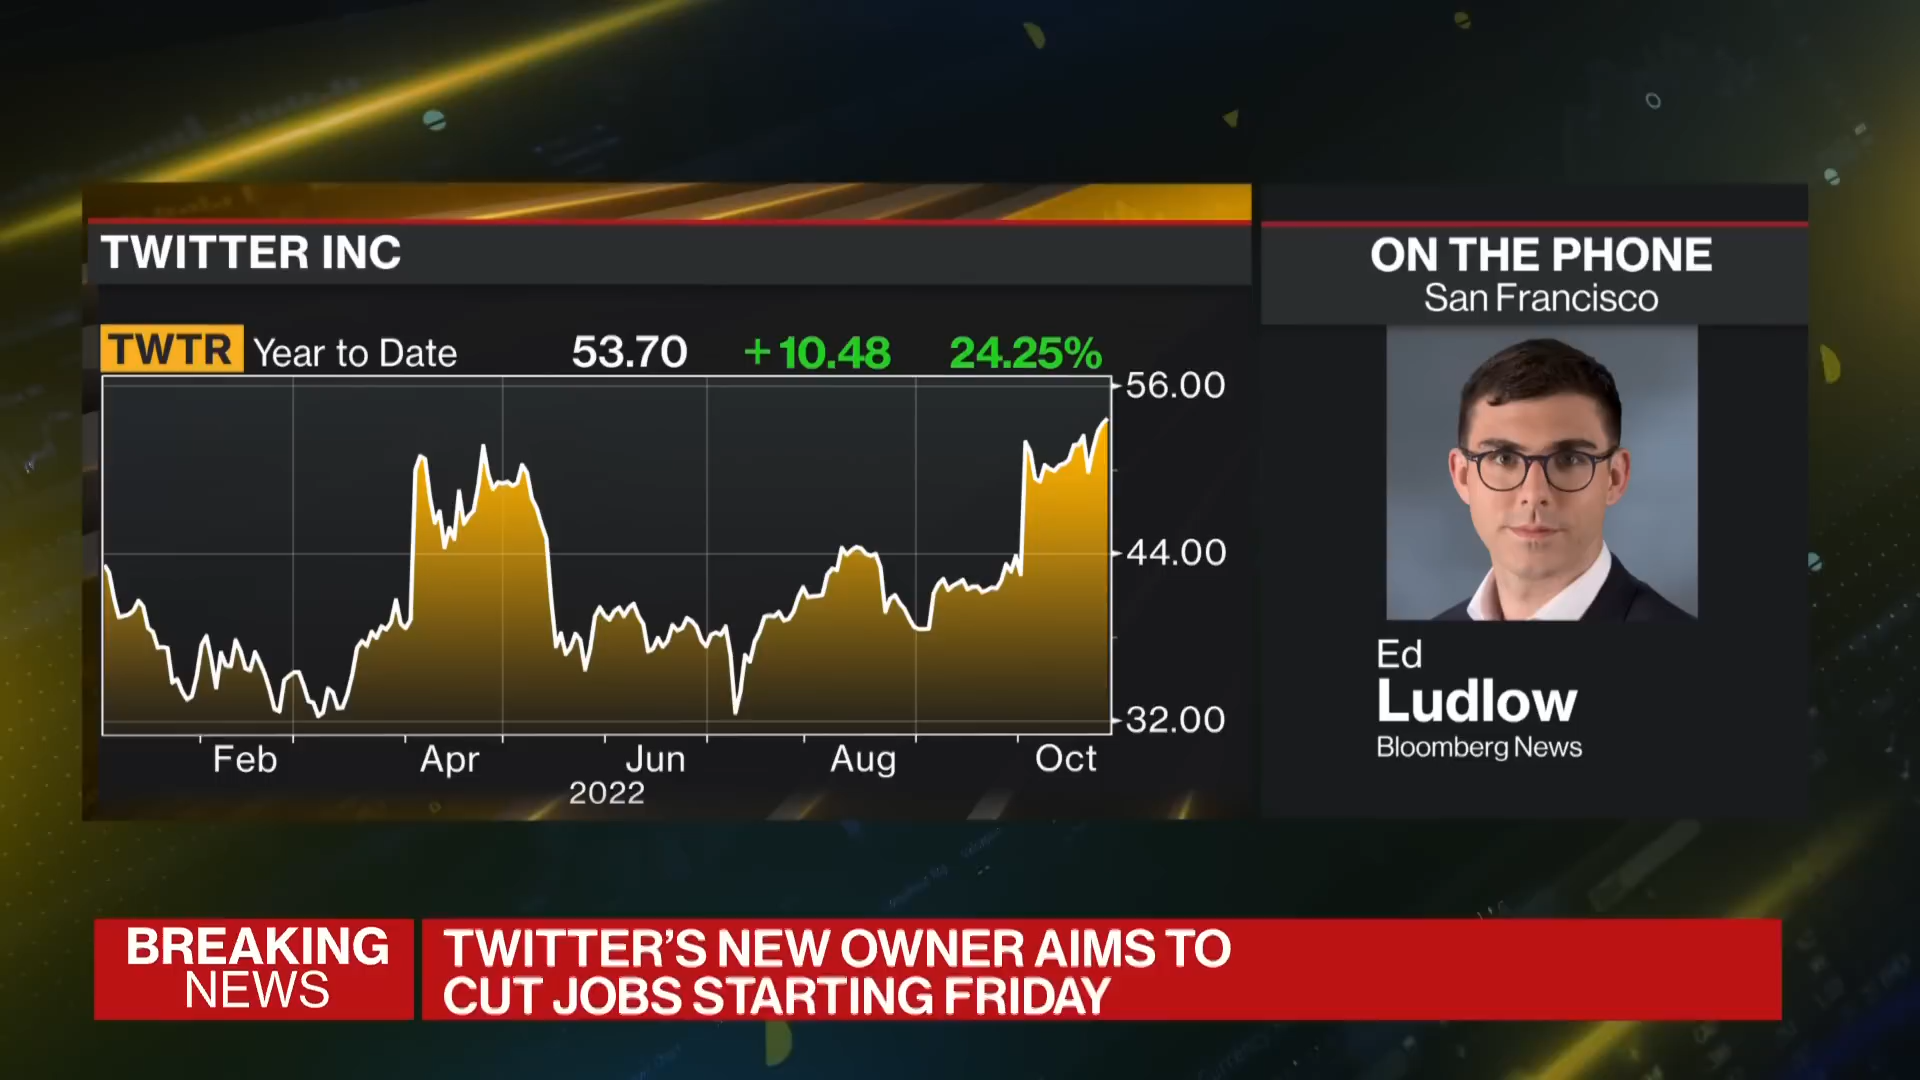 TWITTER INC
TWTR Year to Date 53.70 +10.48 24.25%
56.00
44.00
32.00
Feb Apr Jun Aug Oct
2022
ON THE PHONE
San Francisco
Ed
Ludlow
Bloomberg News
BREAKING
NEWS
TWITTER'S NEW OWNER AIMS TO
CUT JOBS STARTING FRIDAY